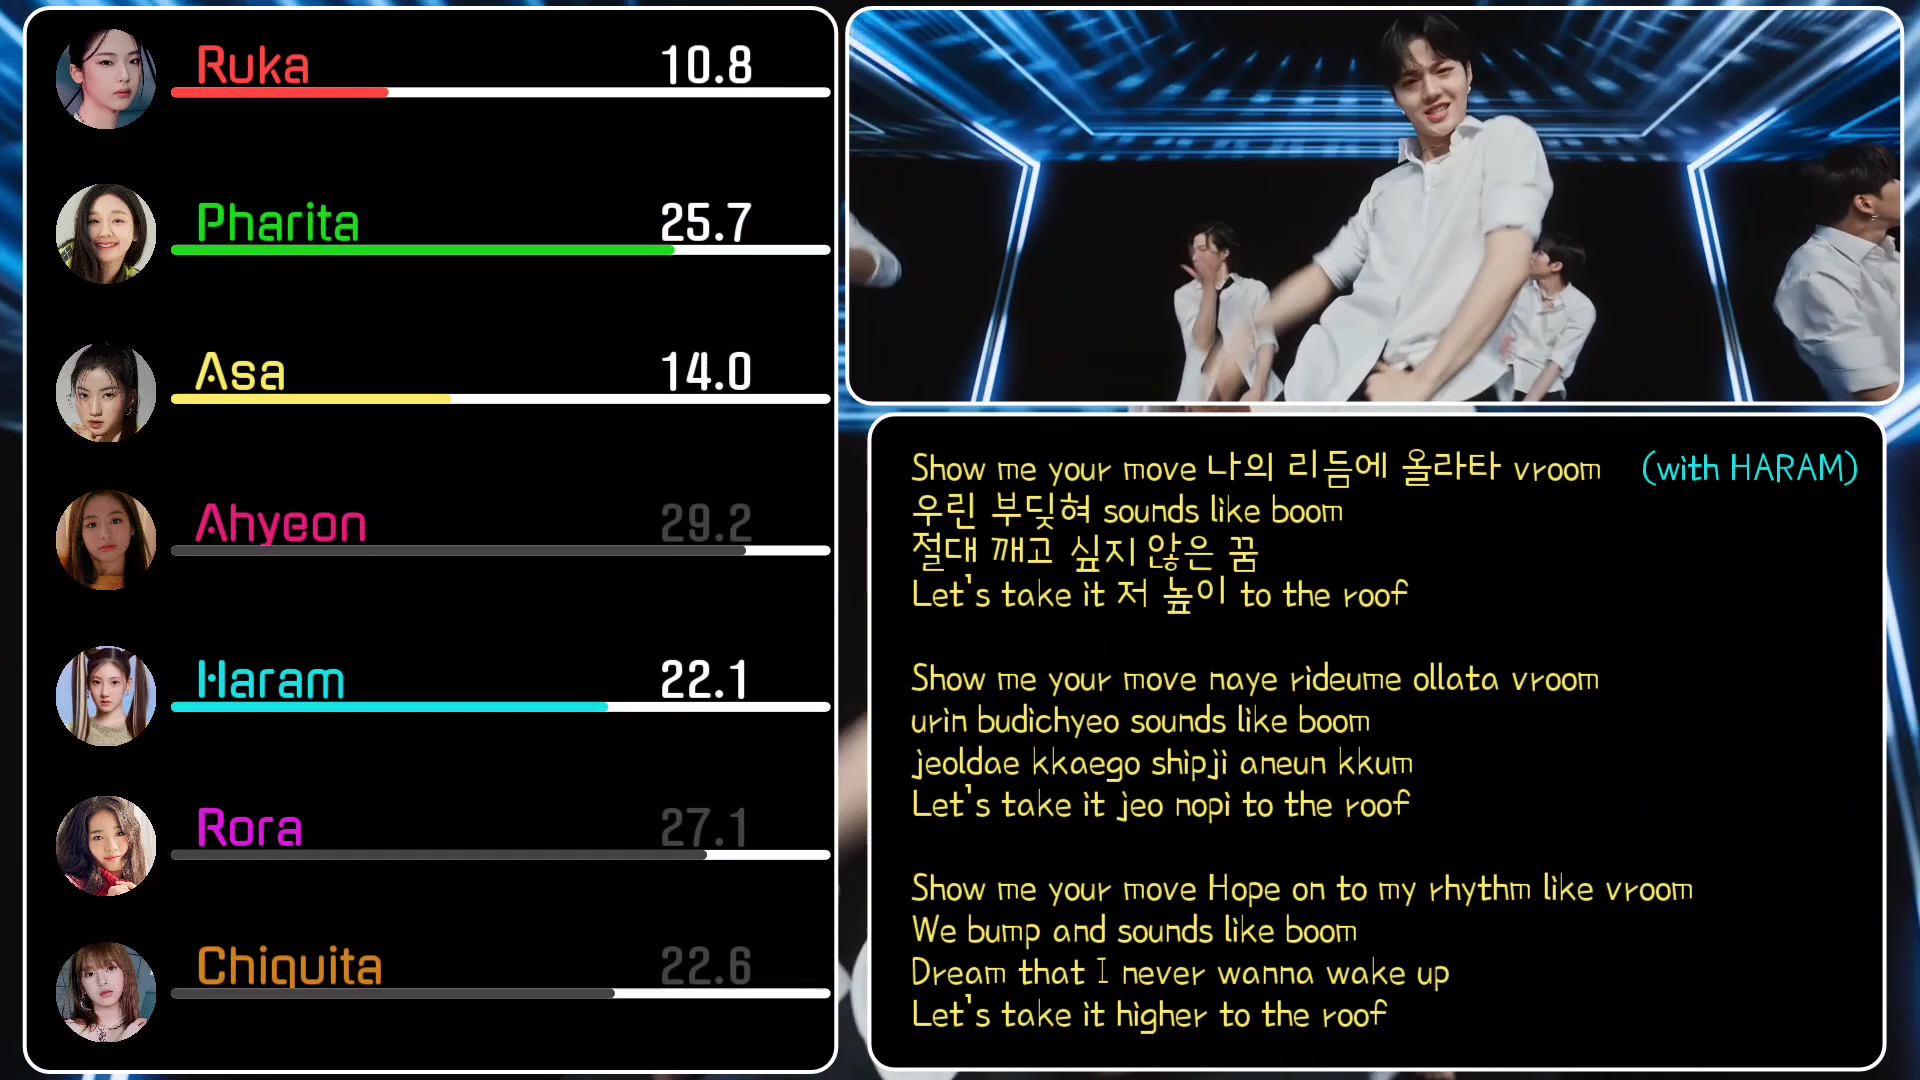 Ruka 10.8
Pharita 25.7
Asa 14.0
Ahyeon 29.2
Haram 22.1
Rora 27.1
Chiquita 22.6
Show me your move 나의 리듬에 올라타 vroom (with HARAM)
우린 부딪혀 sounds like boom
절대 깨고 싶지 않은 꿈
Let's take it 저 높이 to the roof
Show me your move naye rideume ollata vroom
urin budichyeo sounds like boom
jeoldae kkaego shipji aneun kkum
Let's take it jeo nopi to the roof
Show me your move Hope on to my rhythm like vroom
We bump and sounds like boom
Dream that I never wanna wake up
Let's take it higher to the roof